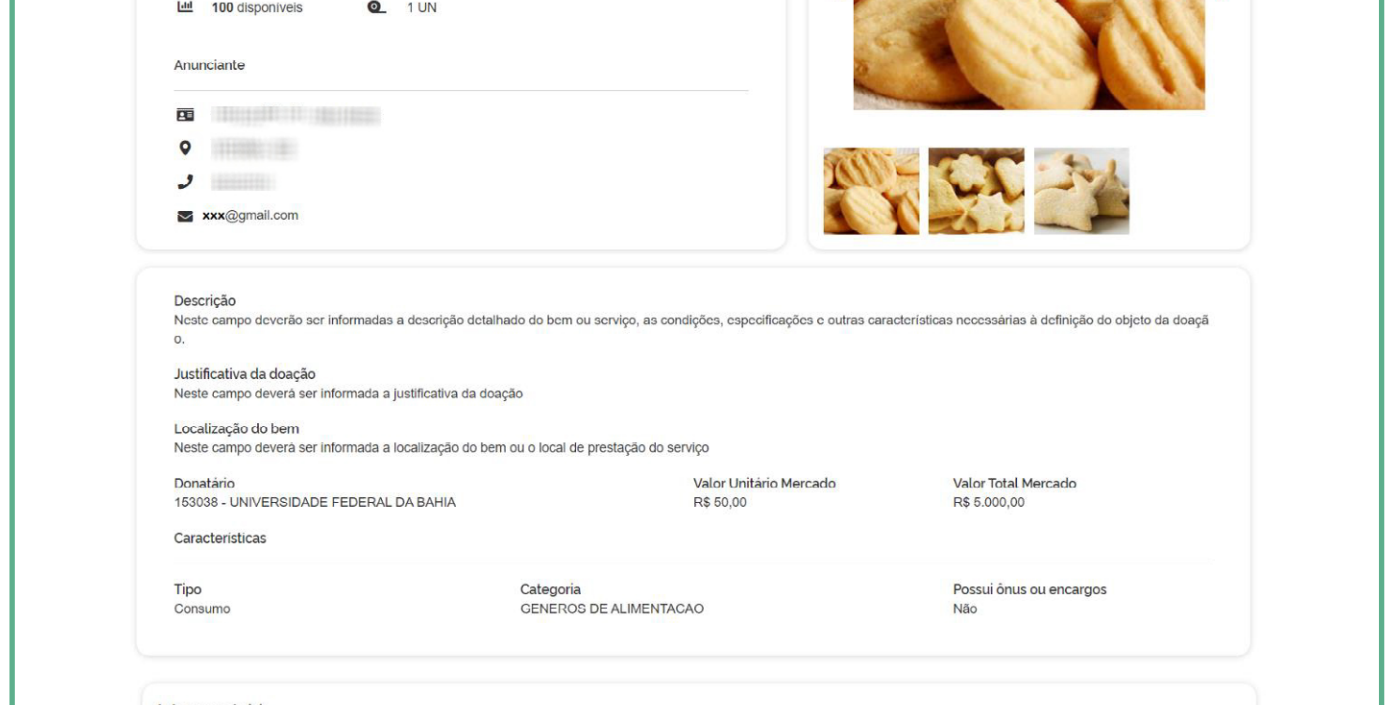 100 disponíveis 1 UN
Anunciante
xxx@gmail.com
Descrição
Neste campo deverão ser informadas a descrição detalhado do bem ou serviço, as condições, especificações e outras características necessárias à definição do objeto da doaçã
o.
Justificativa da doação
Neste campo deverá ser informada a justificativa da doação
Localização do bem
Neste campo deverá ser informada a localização do bem ou o local de prestação do serviço
Donatário Valor Unitário Mercado Valor Total Mercado
153038 - UNIVERSIDADE FEDERAL DA BAHIA R$ 50,00 R$ 5.000,00
Características
Tipo Categoria Possui ônus ou encargos
Consumo GENEROS DE ALIMENTACAO Não